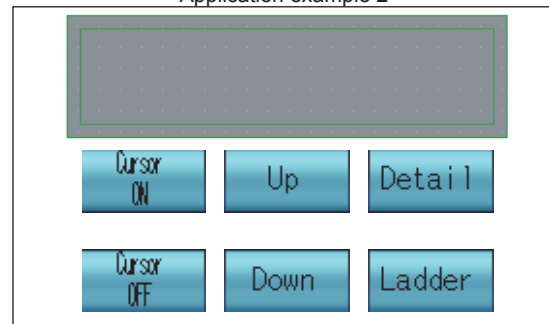 Application example 2
Cursor
ON
Up
Detail
Cursor
OFF
Down
Ladder